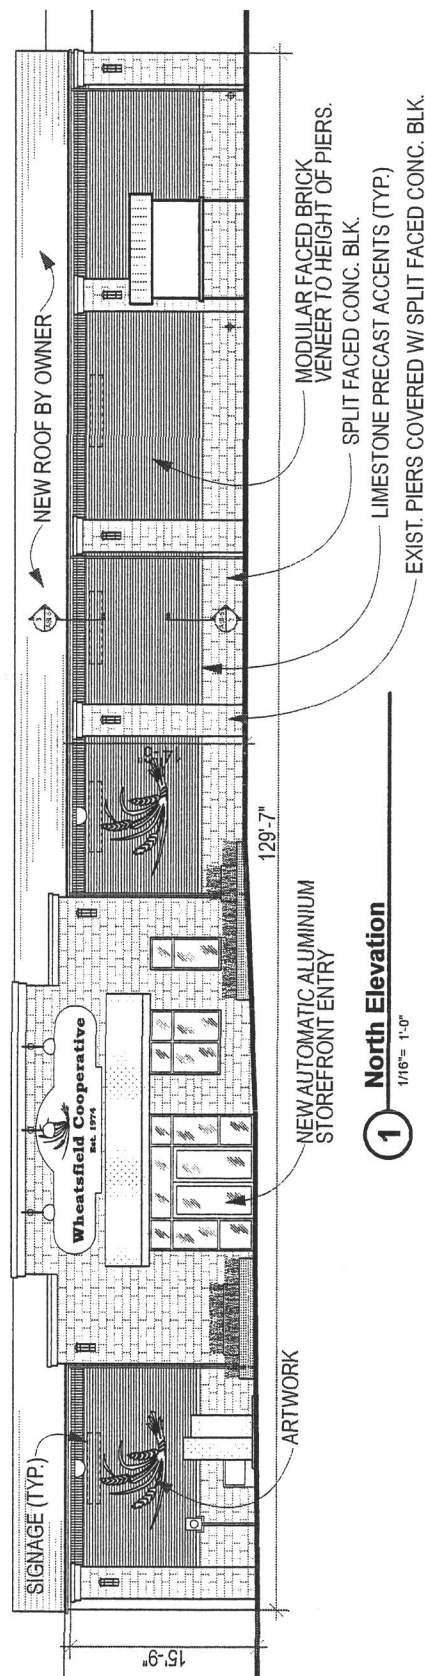 NEW ROOF BY OWNER
SIGNAGE (TYP.)
Wheatsfield Cooperative
Est. 1974
15'-9"
129'-7"
ARTWORK
NEW AUTOMATIC ALUMINIUM
STOREFRONT ENTRY
MODULAR FACED BRICK
VENEER TO HEIGHT OF PIERS.
SPLIT FACED CONC. BLK.
LIMESTONE PRECAST ACCENTS (TYP.)
EXIST. PIERS COVERED W/ SPLIT FACED CONC. BLK.
1
North Elevation
1/16"= 1'-0"